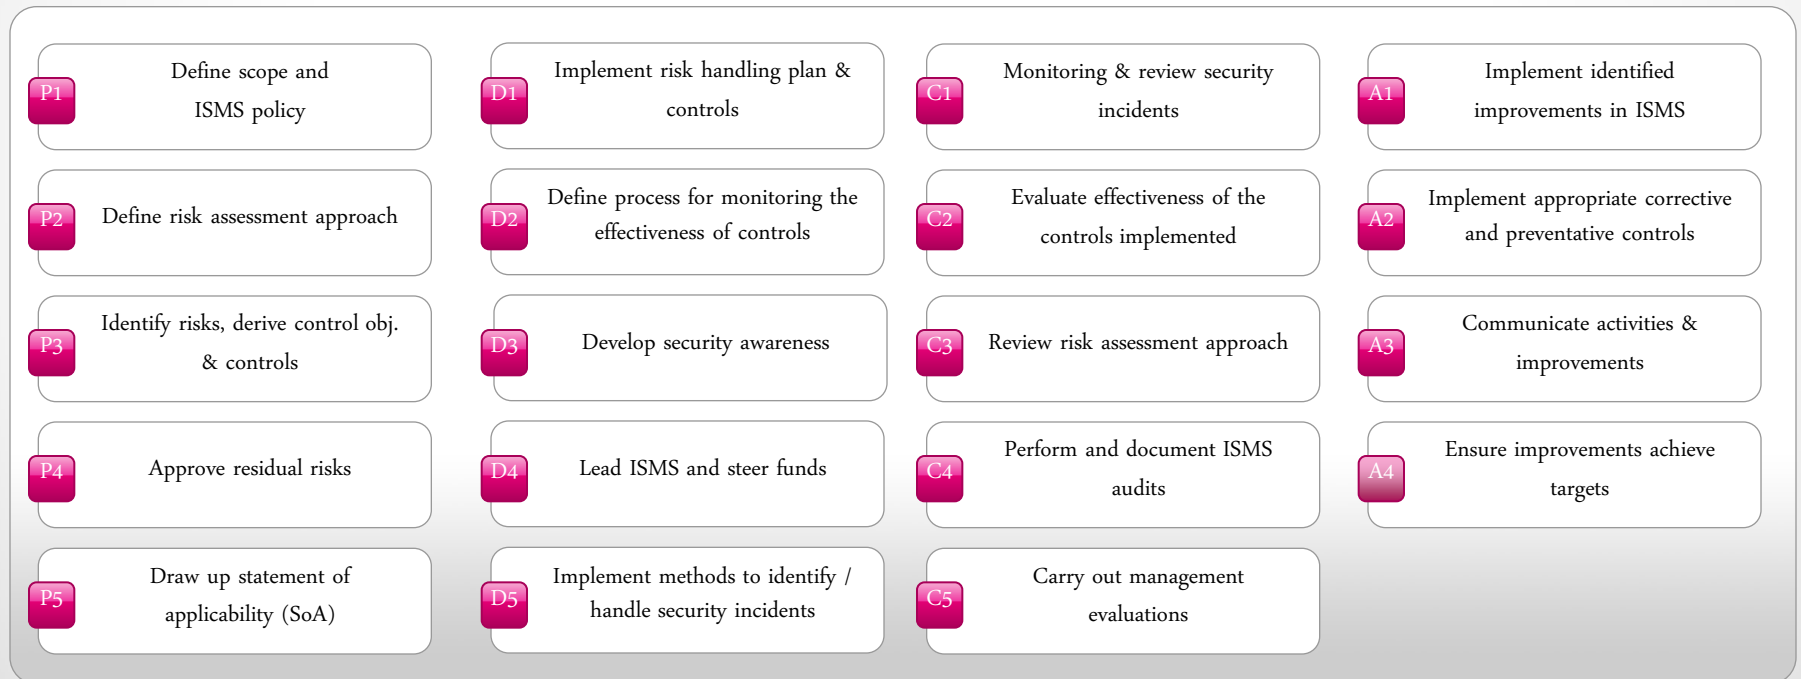 P1
Define scope and
ISMS policy
P2
Define risk assessment approach
P3
Identify risks, derive control obj.
& controls
P4
Approve residual risks
P5
Draw up statement of
applicability (SoA)
D1
Implement risk handling plan &
controls
D2
Define process for monitoring the
effectiveness of controls
D3
Develop security awareness
D4
Lead ISMS and steer funds
D5
Implement methods to identify /
handle security incidents
C1
Monitoring & review security
incidents
C2
Evaluate effectiveness of the
controls implemented
C3
Review risk assessment approach
C4
Perform and document ISMS
audits
C5
Carry out management
evaluations
A1
Implement identified
improvements in ISMS
A2
Implement appropriate corrective
and preventative controls
A3
Communicate activities &
improvements
A4
Ensure improvements achieve
targets